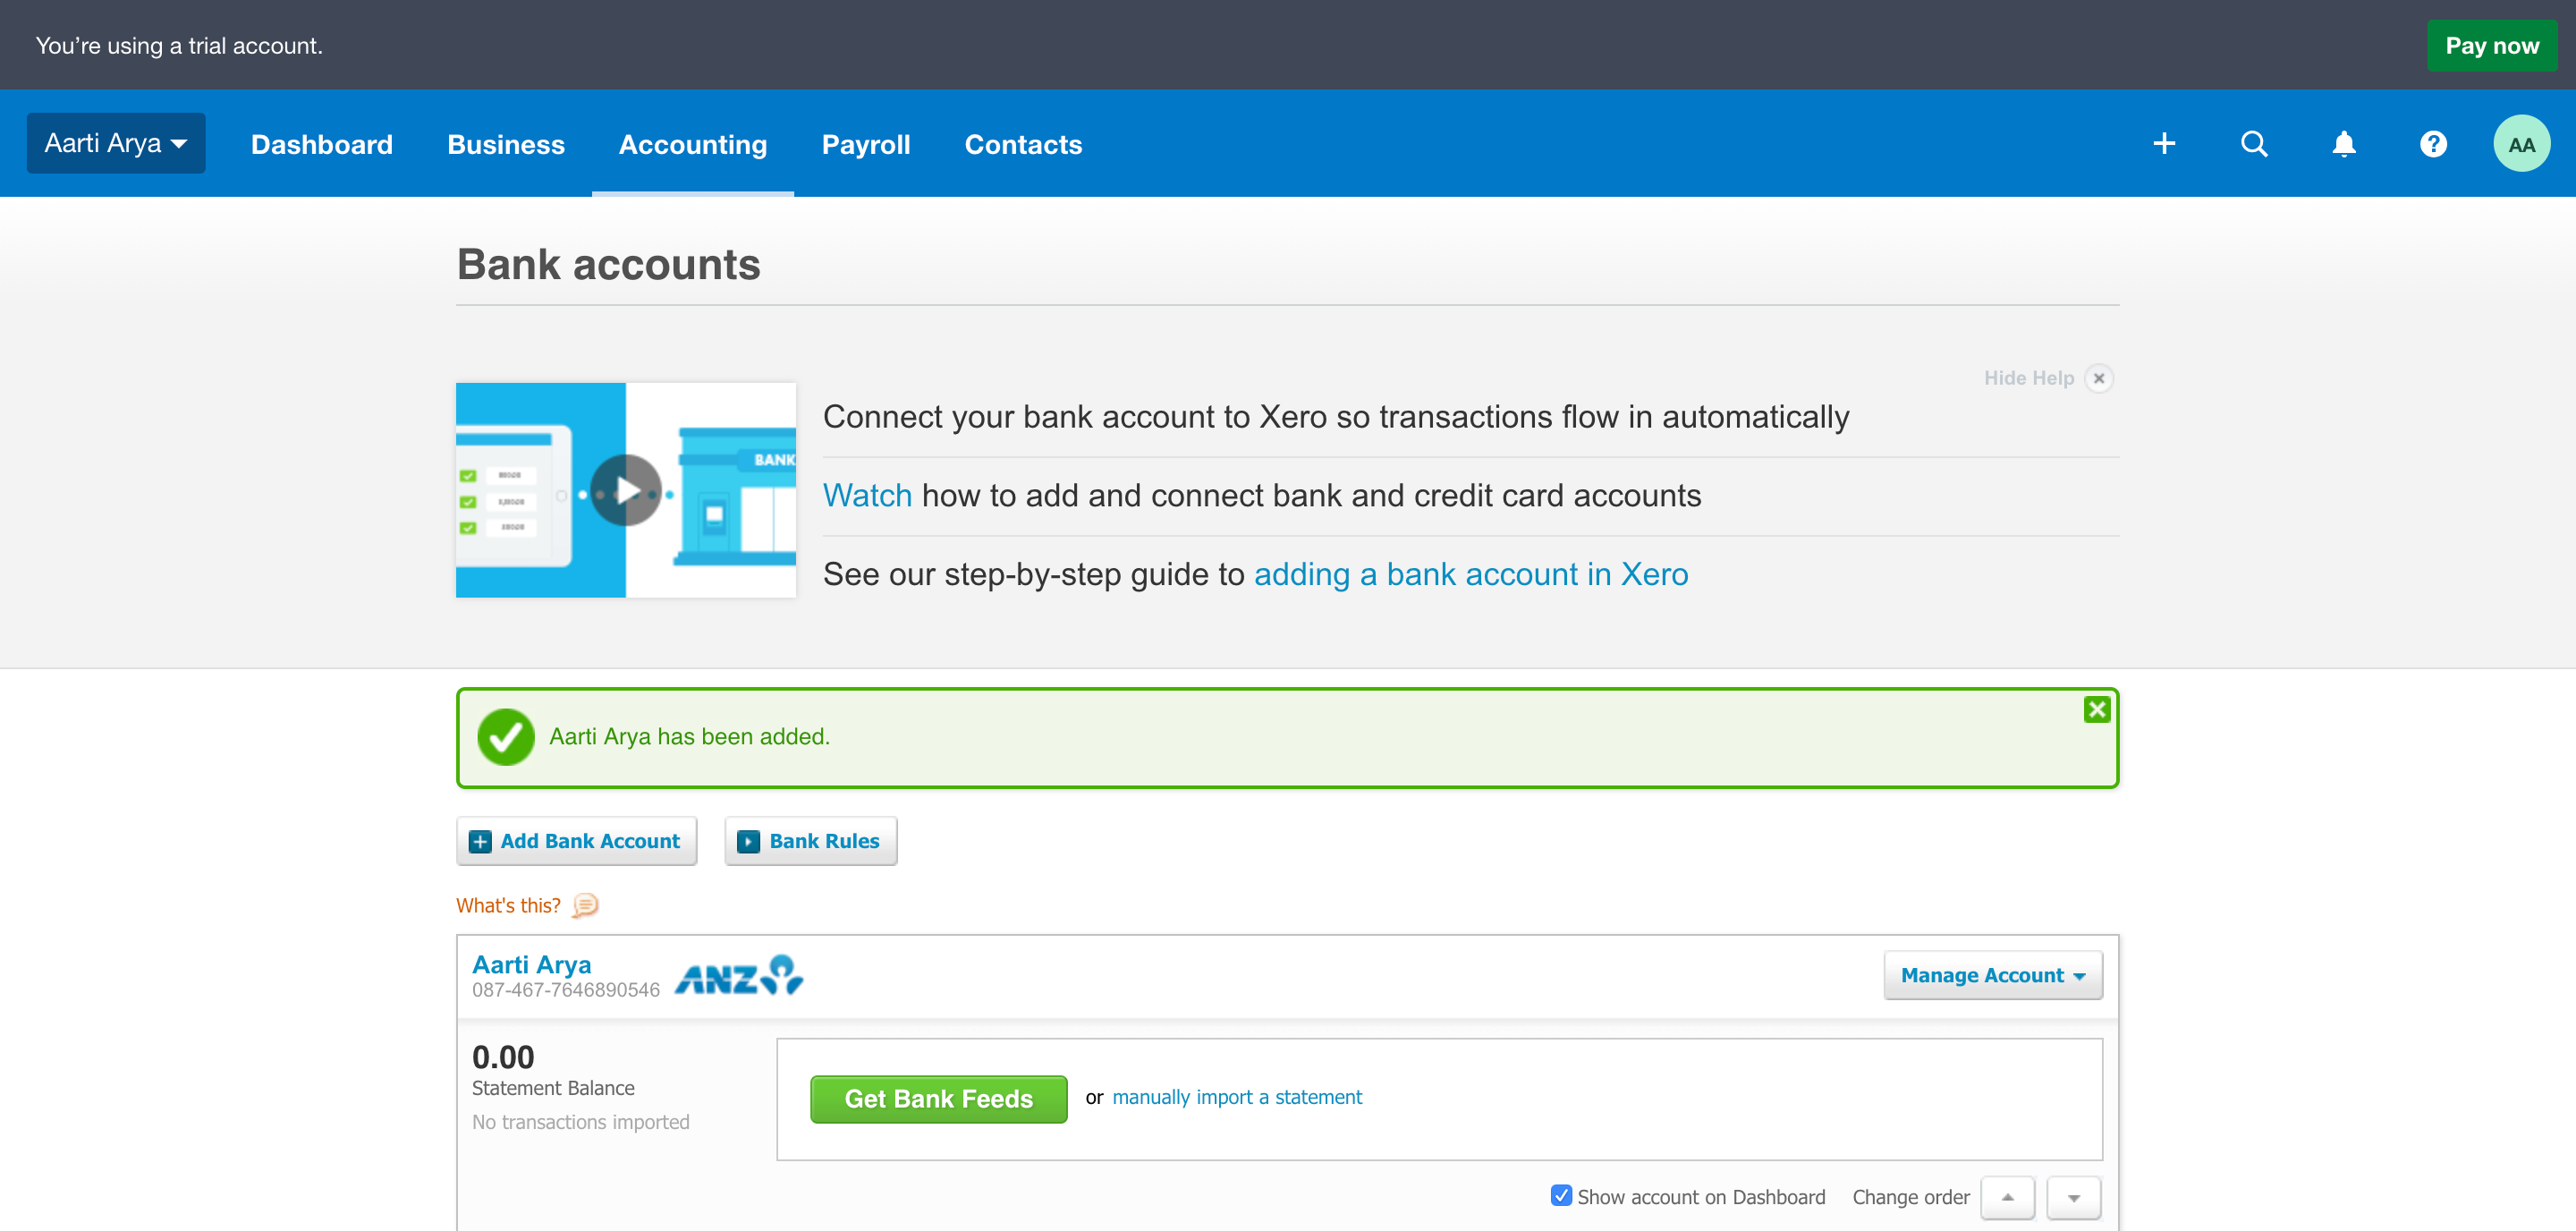 You're using a trial account.
Pay now
Aarti Arya
Dashboard
Business
Accounting
Payroll
Contacts
AA
Bank accounts
Hide Help
BANK
Connect your bank account to Xero so transactions flow in automatically
Watch how to add and connect bank and credit card accounts
See our step-by-step guide to adding a bank account in Xero
Aarti Arya has been added.
Add Bank Account
Bank Rules
What's this?
Aarti Arya
087-467-7646890546
ANZ
Manage Account
0.00
Statement Balance
No transactions imported
Get Bank Feeds or manually import a statement
Show account on Dashboard
Change order